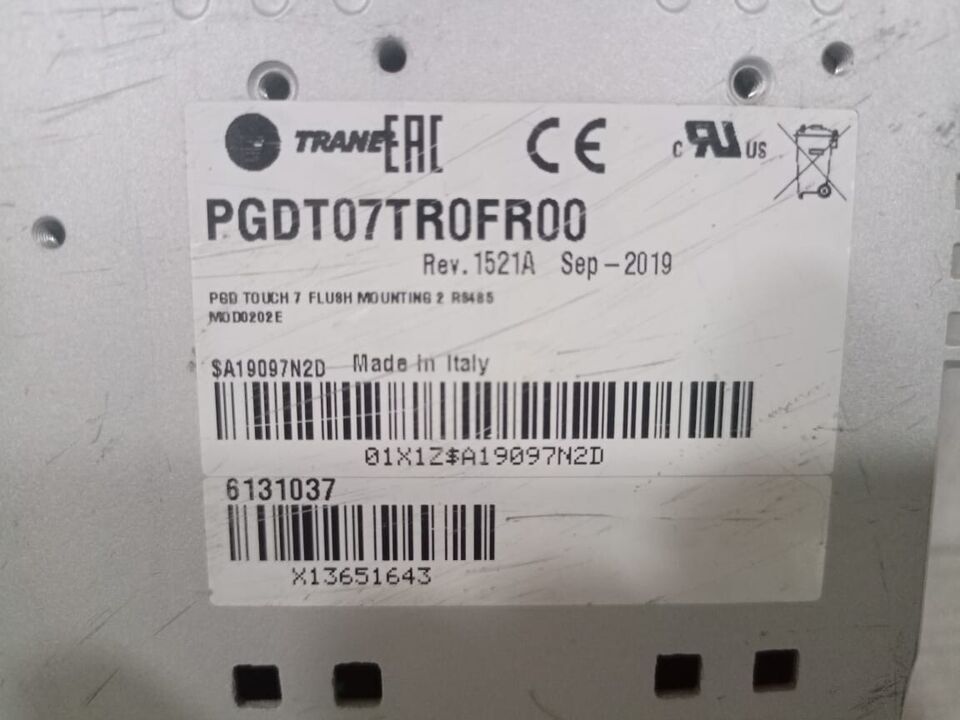 TRANE EAC CE c RU US
PGDT07TR0FR00
Rev. 1521A Sep-2019
PGD TOUCH 7 FLUSH MOUNTING 2 RS485
MOD0202E
$A19097N2D Made in Italy
01X1Z$A19097N2D
6131037
X13651643